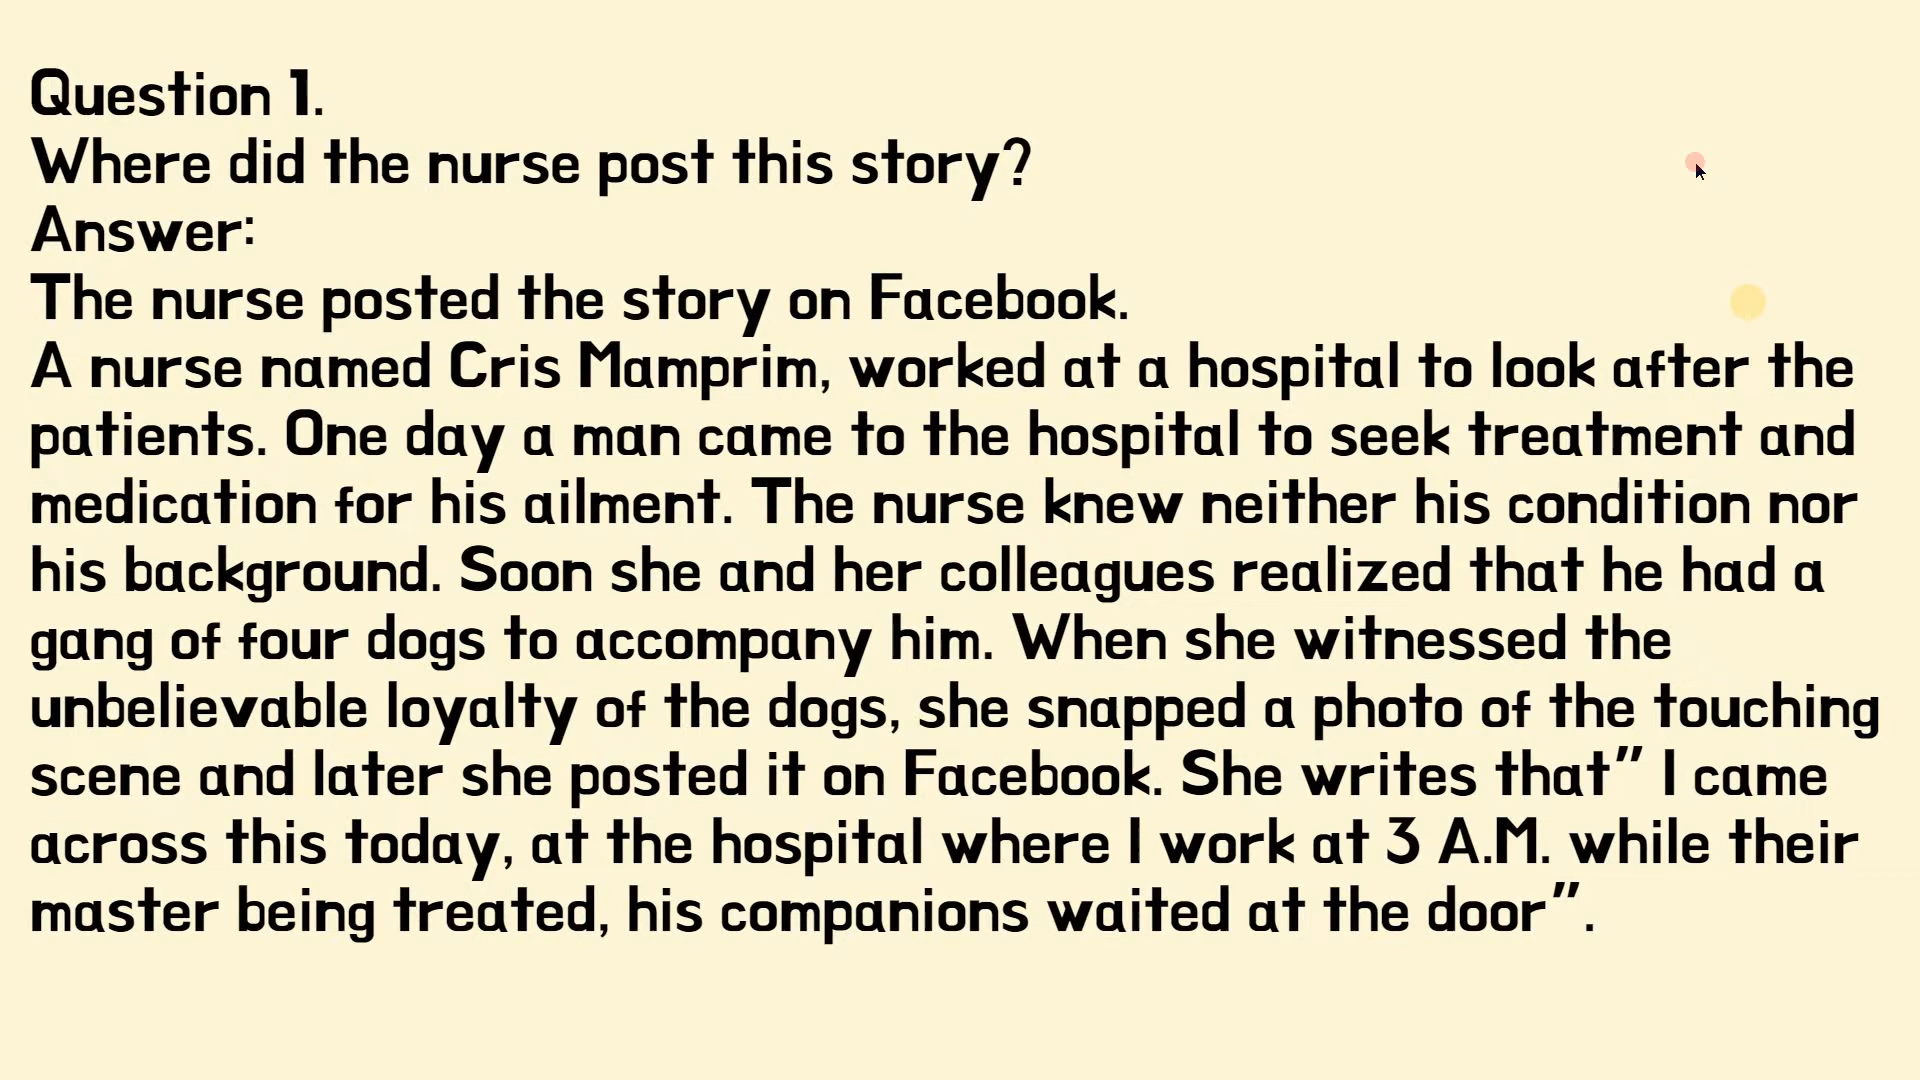 Question 1.
Where did the nurse post this story?
Answer:
The nurse posted the story on Facebook.
A nurse named Cris Mamprim, worked at a hospital to look after the
patients. One day a man came to the hospital to seek treatment and
medication for his ailment. The nurse knew neither his condition nor
his background. Soon she and her colleagues realized that he had a
gang of four dogs to accompany him. When she witnessed the
unbelievable loyalty of the dogs, she snapped a photo of the touching
scene and later she posted it on Facebook. She writes that” I came
across this today, at the hospital where I work at 3 A.M. while their
master being treated, his companions waited at the door”.